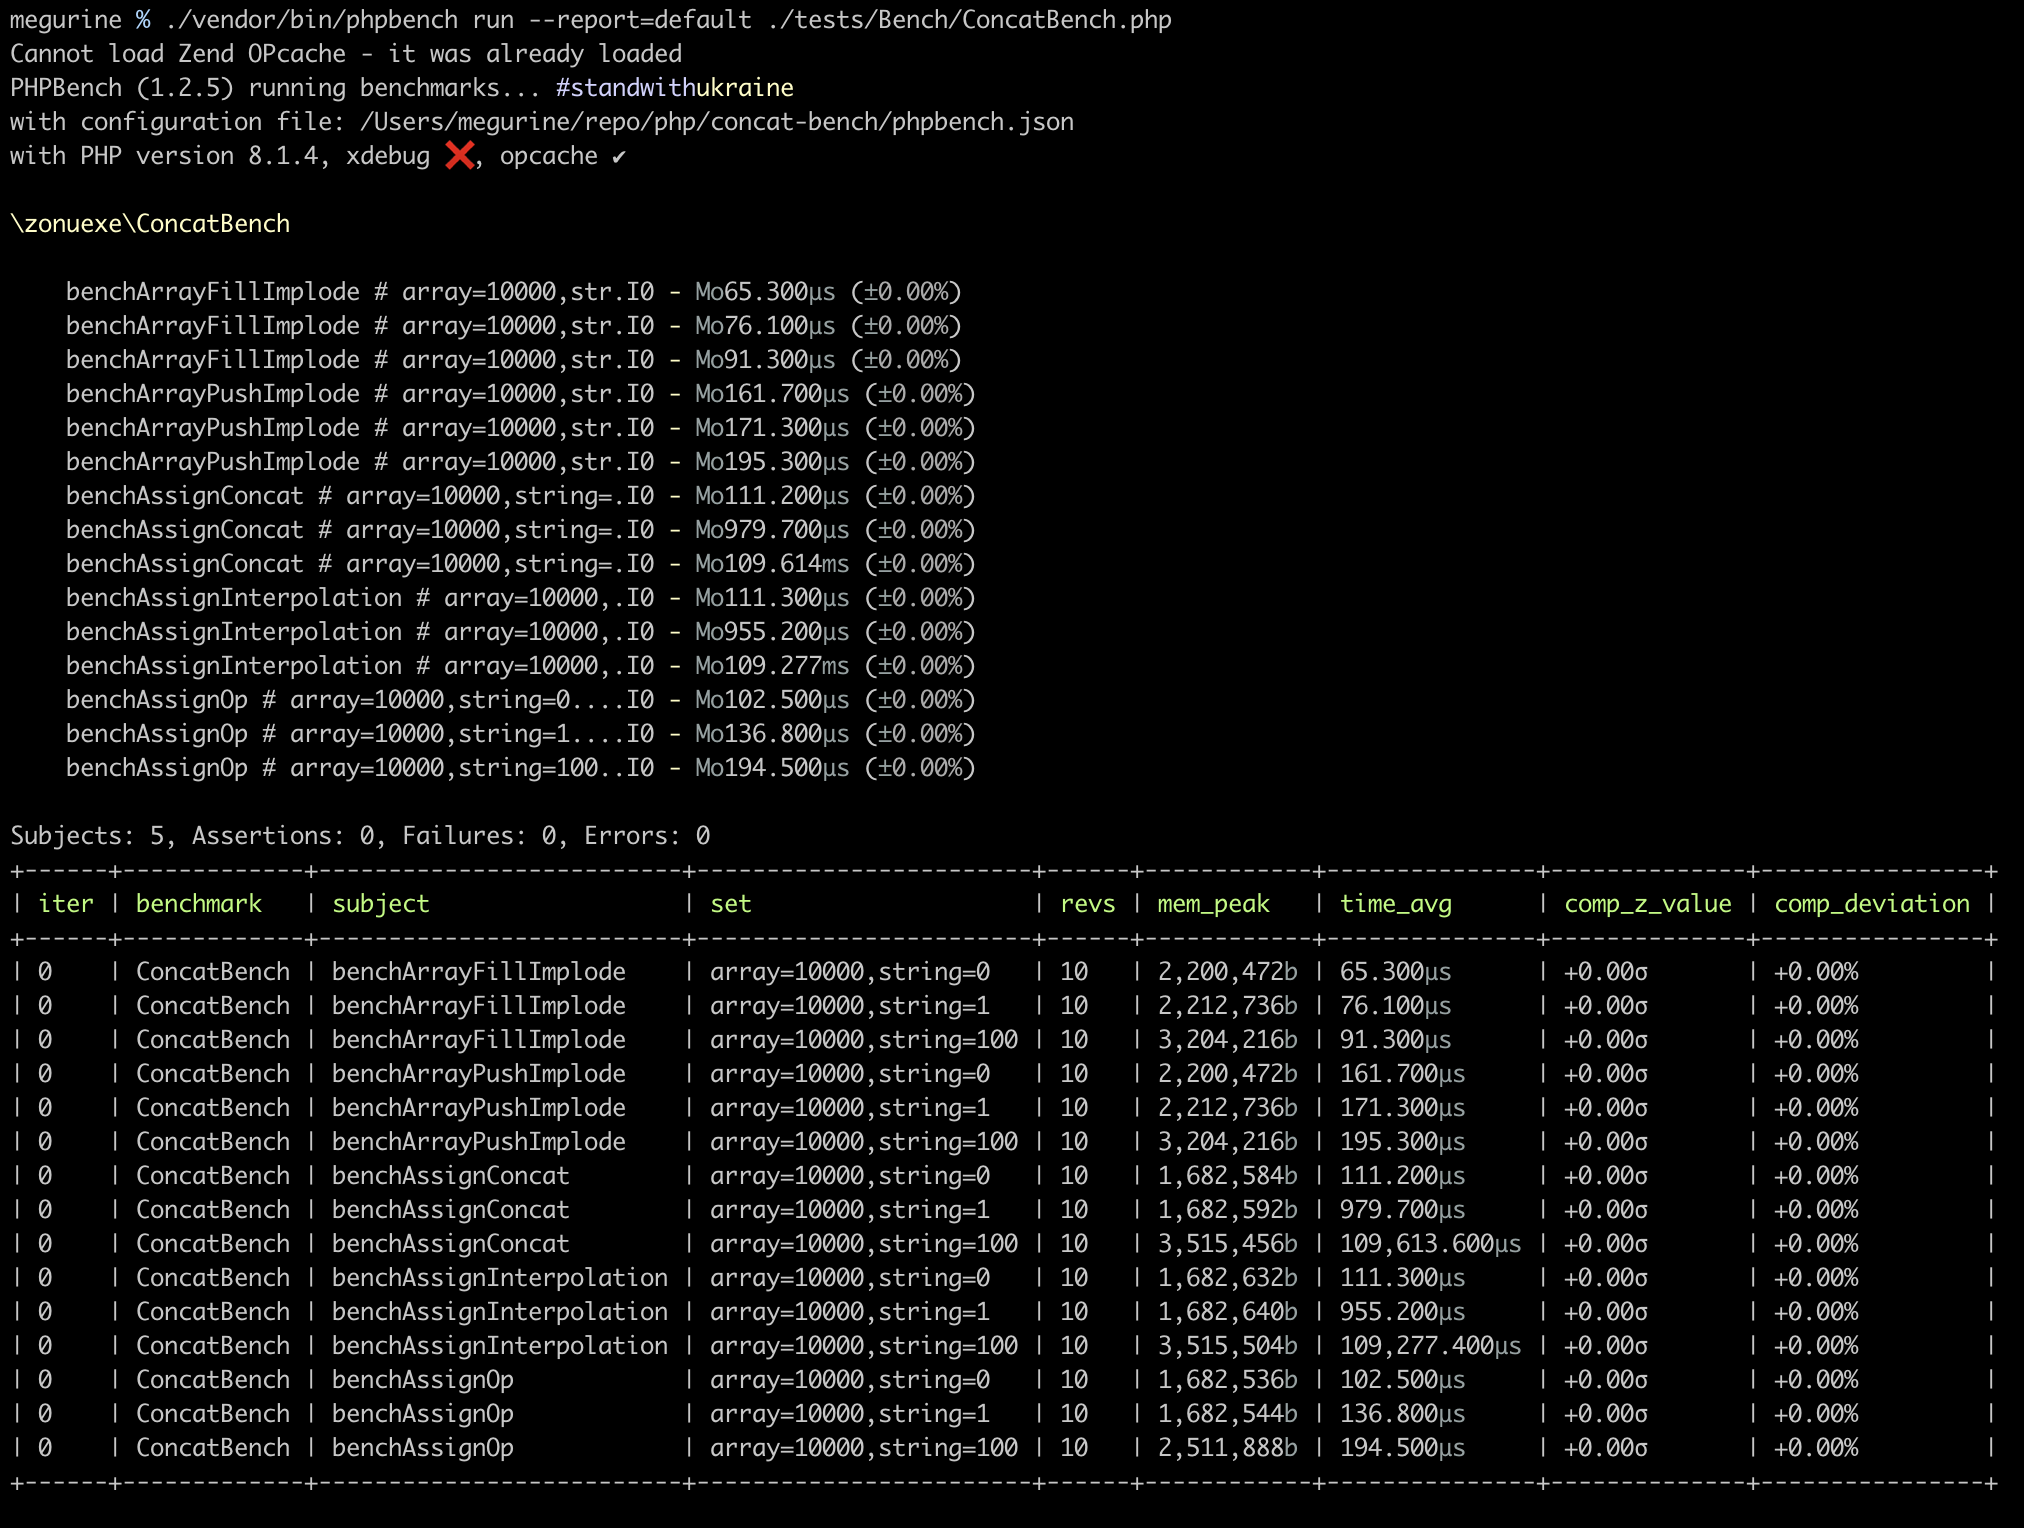 megurine % ./vendor/bin/phpbench run --report=default ./tests/Bench/ConcatBench.php
Cannot load Zend OPcache - it was already loaded
PHPBench (1.2.5) running benchmarks... #standwithukraine
with configuration file: /Users/megurine/repo/php/concat-bench/phpbench.json
with PHP version 8.1.4, xdebug ❌, opcache ✔
\zonuexe\ConcatBench
benchArrayFillImplode # array=10000,str.I0 - Mo65.300μs (±0.00%)
benchArrayFillImplode # array=10000,str.I0 - Mo76.100μs (±0.00%)
benchArrayFillImplode # array=10000,str.I0 - Mo91.300μs (±0.00%)
benchArrayPushImplode # array=10000,str.I0 - Mo161.700μs (±0.00%)
benchArrayPushImplode # array=10000,str.I0 - Mo171.300μs (±0.00%)
benchArrayPushImplode # array=10000,str.I0 - Mo195.300μs (±0.00%)
benchAssignConcat # array=10000,string=.I0 - Mo111.200μs (±0.00%)
benchAssignConcat # array=10000,string=.I0 - Mo979.700μs (±0.00%)
benchAssignConcat # array=10000,string=.I0 - Mo109.614ms (±0.00%)
benchAssignInterpolation # array=10000,.I0 - Mo111.300μs (±0.00%)
benchAssignInterpolation # array=10000,.I0 - Mo955.200μs (±0.00%)
benchAssignInterpolation # array=10000,.I0 - Mo109.277ms (±0.00%)
benchAssignOp # array=10000,string=0....I0 - Mo102.500μs (±0.00%)
benchAssignOp # array=10000,string=1....I0 - Mo136.800μs (±0.00%)
benchAssignOp # array=10000,string=100..I0 - Mo194.500μs (±0.00%)
Subjects: 5, Assertions: 0, Failures: 0, Errors: 0
+------+-------------+--------------------------+------------------------+------+------------+---------------+--------------+----------------+
| iter | benchmark   | subject                  | set                    | revs | mem_peak   | time_avg      | comp_z_value | comp_deviation |
+------+-------------+--------------------------+------------------------+------+------------+---------------+--------------+----------------+
| 0    | ConcatBench | benchArrayFillImplode    | array=10000,string=0   | 10   | 2,200,472b | 65.300μs      | +0.00σ       | +0.00%         |
| 0    | ConcatBench | benchArrayFillImplode    | array=10000,string=1   | 10   | 2,212,736b | 76.100μs      | +0.00σ       | +0.00%         |
| 0    | ConcatBench | benchArrayFillImplode    | array=10000,string=100 | 10   | 3,204,216b | 91.300μs      | +0.00σ       | +0.00%         |
| 0    | ConcatBench | benchArrayPushImplode    | array=10000,string=0   | 10   | 2,200,472b | 161.700μs     | +0.00σ       | +0.00%         |
| 0    | ConcatBench | benchArrayPushImplode    | array=10000,string=1   | 10   | 2,212,736b | 171.300μs     | +0.00σ       | +0.00%         |
| 0    | ConcatBench | benchArrayPushImplode    | array=10000,string=100 | 10   | 3,204,216b | 195.300μs     | +0.00σ       | +0.00%         |
| 0    | ConcatBench | benchAssignConcat        | array=10000,string=0   | 10   | 1,682,584b | 111.200μs     | +0.00σ       | +0.00%         |
| 0    | ConcatBench | benchAssignConcat        | array=10000,string=1   | 10   | 1,682,592b | 979.700μs     | +0.00σ       | +0.00%         |
| 0    | ConcatBench | benchAssignConcat        | array=10000,string=100 | 10   | 3,515,456b | 109,613.600μs | +0.00σ       | +0.00%         |
| 0    | ConcatBench | benchAssignInterpolation | array=10000,string=0   | 10   | 1,682,632b | 111.300μs     | +0.00σ       | +0.00%         |
| 0    | ConcatBench | benchAssignInterpolation | array=10000,string=1   | 10   | 1,682,640b | 955.200μs     | +0.00σ       | +0.00%         |
| 0    | ConcatBench | benchAssignInterpolation | array=10000,string=100 | 10   | 3,515,504b | 109,277.400μs | +0.00σ       | +0.00%         |
| 0    | ConcatBench | benchAssignOp            | array=10000,string=0   | 10   | 1,682,536b | 102.500μs     | +0.00σ       | +0.00%         |
| 0    | ConcatBench | benchAssignOp            | array=10000,string=1   | 10   | 1,682,544b | 136.800μs     | +0.00σ       | +0.00%         |
| 0    | ConcatBench | benchAssignOp            | array=10000,string=100 | 10   | 2,511,888b | 194.500μs     | +0.00σ       | +0.00%         |
+------+-------------+--------------------------+------------------------+------+------------+---------------+--------------+----------------+